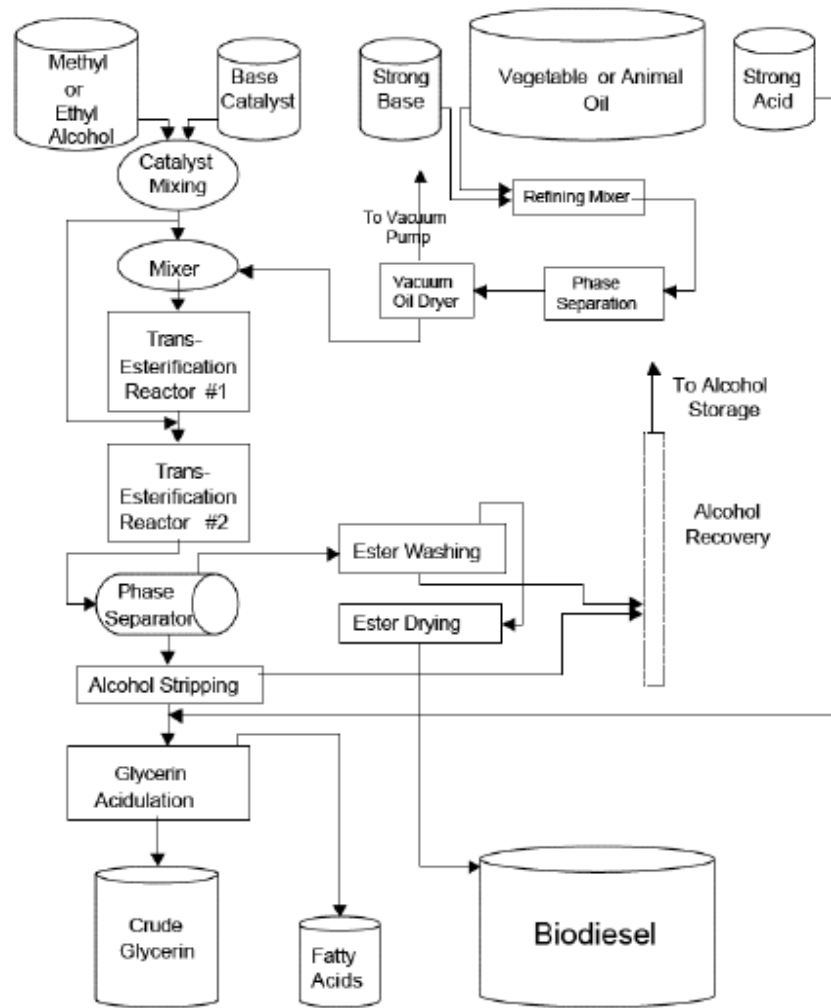 Methyl
or
Ethyl
Alcohol
Base
Catalyst
Strong
Base
Vegetable or Animal
Oil
Strong
Acid
Catalyst
Mixing
Refining Mixer
To Vacuum
Pump
Mixer
Vacuum
Oil Dryer
Phase
Separation
Trans-
Esterification
Reactor #1
To Alcohol
Storage
Trans-
Esterification
Reactor #2
Alcohol
Recovery
Ester Washing
Phase
Separator
Ester Drying
Alcohol Stripping
Glycerin
Acidulation
Crude
Glycerin
Fatty
Acids
Biodiesel